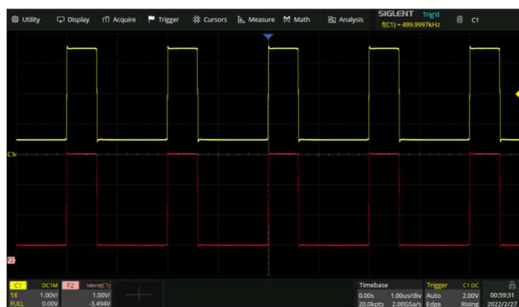 Utility Display Acquire Trigger Cursors Measure Math Analysis SIGLENT Trig'd C1
f(C1) = 499.9997kHz
C1
F2
C1 DC1M F2 Ident(C1) Timebase Trigger C1 DC
1X 1.00V/ 1.00V/ 0.00s 1.00us/div Auto 2.00V 00:59:31
FULL 0.00V -3.494V 20.0kpts 2.00GSa/s Edge Rising 2022/2/27